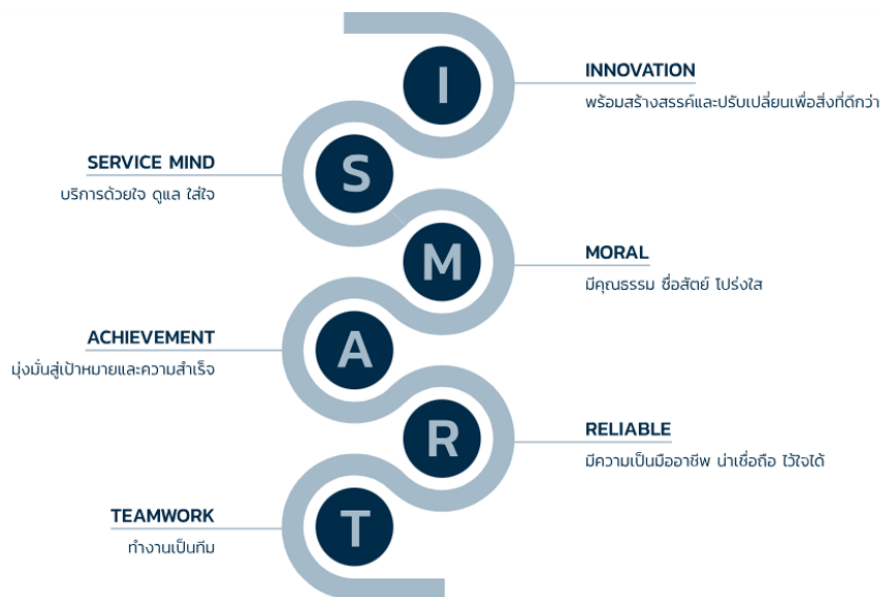 I
INNOVATION
พร้อมสร้างสรรค์และปรับเปลี่ยนเพื่อสิ่งที่ดีกว่า
S
SERVICE MIND
บริการด้วยใจ ดูแล ใส่ใจ
M
MORAL
มีคุณธรรม ซื่อสัตย์ โปร่งใส
A
ACHIEVEMENT
มุ่งมั่นสู่เป้าหมายและความสำเร็จ
R
RELIABLE
มีความเป็นมืออาชีพ น่าเชื่อถือ ไว้ใจได้
T
TEAMWORK
ทำงานเป็นทีม